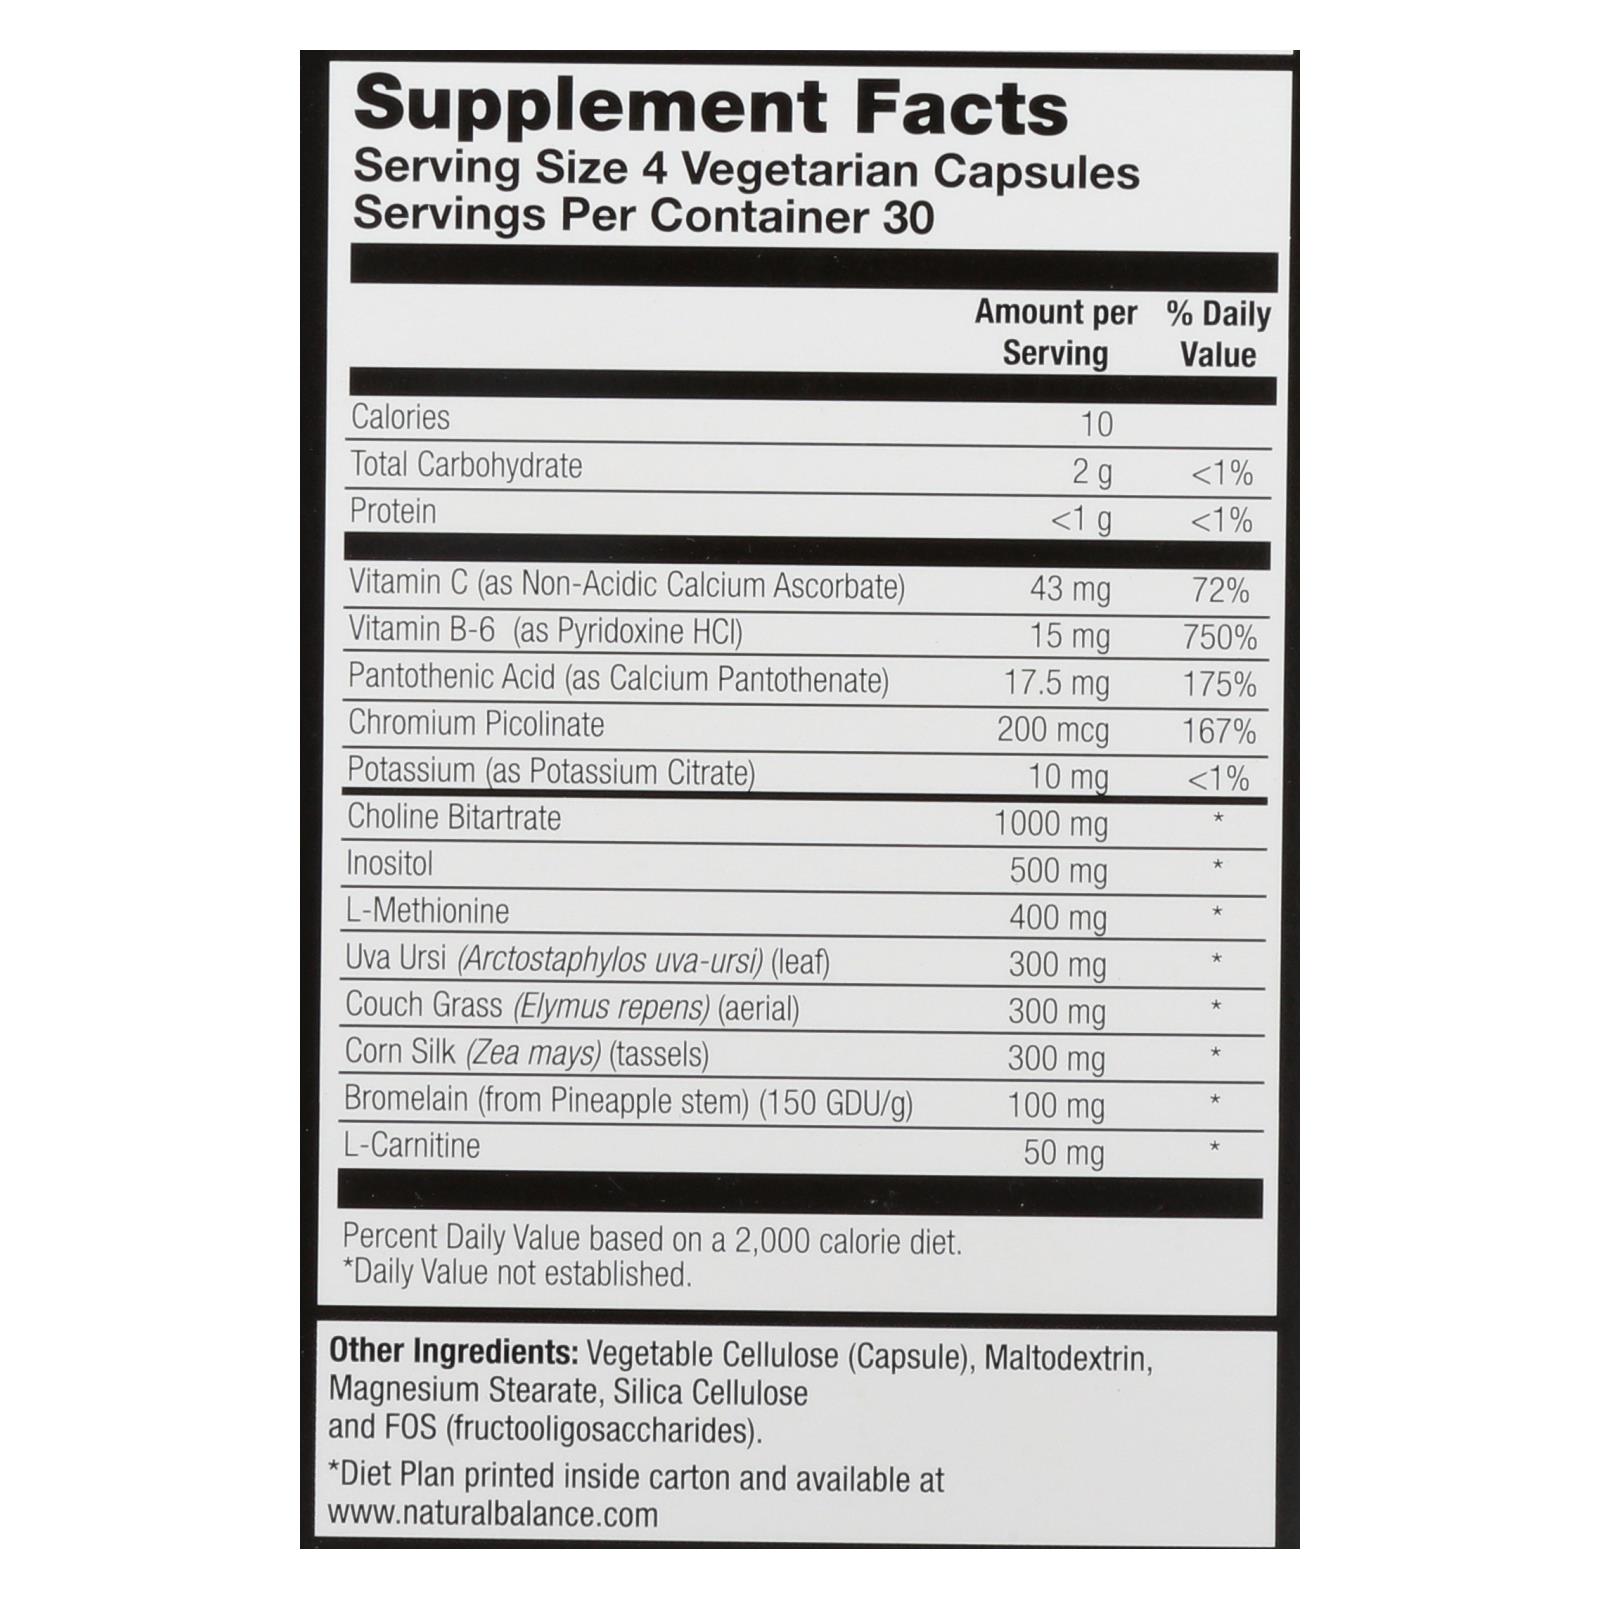 Supplement Facts
Serving Size 4 Vegetarian Capsules
Servings Per Container 30
Amount per Serving % Daily Value
Calories 10
Total Carbohydrate 2 g <1%
Protein <1 g <1%
Vitamin C (as Non-Acidic Calcium Ascorbate) 43 mg 72%
Vitamin B-6 (as Pyridoxine HCl) 15 mg 750%
Pantothenic Acid (as Calcium Pantothenate) 17.5 mg 175%
Chromium Picolinate 200 mcg 167%
Potassium (as Potassium Citrate) 10 mg <1%
Choline Bitartrate 1000 mg *
Inositol 500 mg *
L-Methionine 400 mg *
Uva Ursi (Arctostaphylos uva-ursi) (leaf) 300 mg *
Couch Grass (Elymus repens) (aerial) 300 mg *
Corn Silk (Zea mays) (tassels) 300 mg *
Bromelain (from Pineapple stem) (150 GDU/g) 100 mg *
L-Carnitine 50 mg *
Percent Daily Value based on a 2,000 calorie diet.
*Daily Value not established.
Other Ingredients: Vegetable Cellulose (Capsule), Maltodextrin,
Magnesium Stearate, Silica Cellulose
and FOS (fructooligosaccharides).
*Diet Plan printed inside carton and available at
www.naturalbalance.com